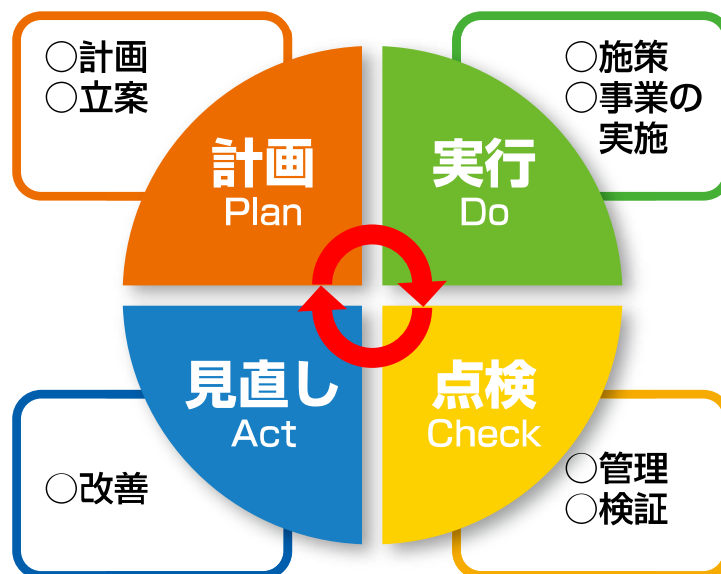 ○計画
○立案
計画
Plan
○施策
○事業の
実施
実行
Do
見直し
Act
○改善
点検
Check
○管理
○検証